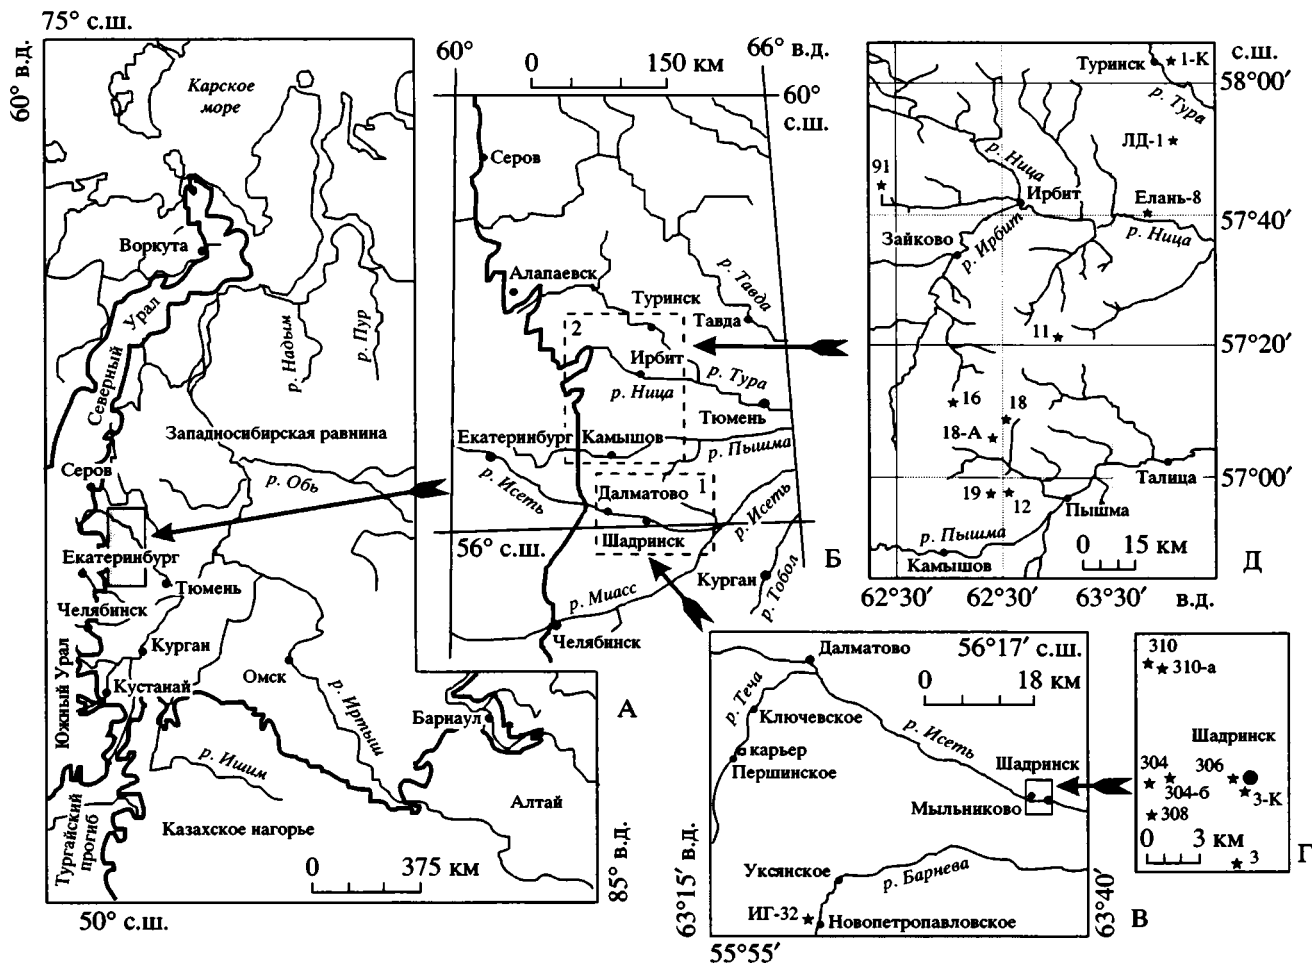 75° с.ш.
60° в.д.
Карское
море
Воркута
Северный
Урал
р. Надым
р. Пур
Западносибирская равнина
Серов
р. Обь
Екатеринбург
Тюмень
Челябинск
Курган
Южный Урал
Кустанай
Омск
р. Иртыш
р. Ишим
Барнаул
Алтай
Тургайский
прогиб
Казахское нагорье
0 375 км
50° с.ш.
85° в.д.
А
60°
66° в.д.
0 150 км
60°
с.ш.
Серов
Алапаевск
р. Тавда
Туринск
Тавда
2
Ирбит
р. Тура
р. Ница
Тюмень
Екатеринбург
Камышов
р. Пышма
р. Исеть
Далматово
1
р. Исеть
56° с.ш.
Шадринск
Б
Курган
р. Тобол
р. Миасс
Челябинск
с.ш.
Туринск
1-К
58°00′
р. Тура
ЛД-1
р. Ница
91
Ирбит
Елань-8
57°40′
Зайково
р. Ирбит
р. Ница
11
57°20′
16
18
18-А
57°00′
Талица
19
12
Пышма
р. Пышма
0 15 км
Камышов
Д
62°30′
62°30′
63°30′
в.д.
Далматово
56°17′ с.ш.
0 18 км
р. Теча
Ключевское
р. Исеть
карьер
Першинское
Шадринск
Мыльниково
Уксянское
р. Барнева
ИГ-32
Новопетропавловское
63°15′ в.д.
63°40′
55°55′
В
310
310-а
Шадринск
304
306
304-б
3-К
308
0 3 км
3
Г